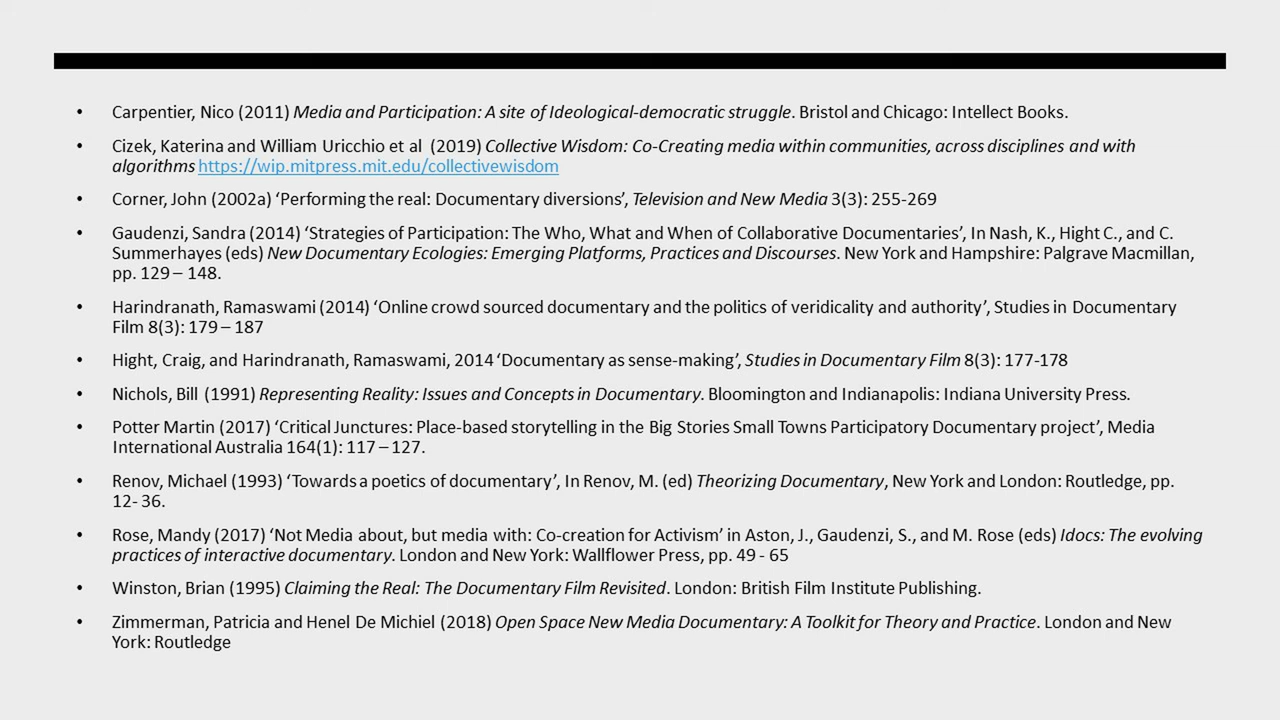 • Carpentier, Nico (2011) Media and Participation: A site of Ideological-democratic struggle. Bristol and Chicago: Intellect Books.
• Cizek, Katerina and William Uricchio et al (2019) Collective Wisdom: Co-Creating media within communities, across disciplines and with
algorithms https://wip.mitpress.mit.edu/collectivewisdom
• Corner, John (2002a) ‘Performing the real: Documentary diversions’, Television and New Media 3(3): 255-269
• Gaudenzi, Sandra (2014) ‘Strategies of Participation: The Who, What and When of Collaborative Documentaries’, In Nash, K., Hight C., and C.
Summerhayes (eds) New Documentary Ecologies: Emerging Platforms, Practices and Discourses. New York and Hampshire: Palgrave Macmillan,
pp. 129 – 148.
• Harindranath, Ramaswami (2014) ‘Online crowd sourced documentary and the politics of veridicality and authority’, Studies in Documentary
Film 8(3): 179 – 187
• Hight, Craig, and Harindranath, Ramaswami, 2014 ‘Documentary as sense-making’, Studies in Documentary Film 8(3): 177-178
• Nichols, Bill (1991) Representing Reality: Issues and Concepts in Documentary. Bloomington and Indianapolis: Indiana University Press.
• Potter Martin (2017) ‘Critical Junctures: Place-based storytelling in the Big Stories Small Towns Participatory Documentary project’, Media
International Australia 164(1): 117 – 127.
• Renov, Michael (1993) ‘Towards a poetics of documentary’, In Renov, M. (ed) Theorizing Documentary, New York and London: Routledge, pp.
12- 36.
• Rose, Mandy (2017) ‘Not Media about, but media with: Co-creation for Activism’ in Aston, J., Gaudenzi, S., and M. Rose (eds) Idocs: The evolving
practices of interactive documentary. London and New York: Wallflower Press, pp. 49 - 65
• Winston, Brian (1995) Claiming the Real: The Documentary Film Revisited. London: British Film Institute Publishing.
• Zimmerman, Patricia and Henel De Michiel (2018) Open Space New Media Documentary: A Toolkit for Theory and Practice. London and New
York: Routledge